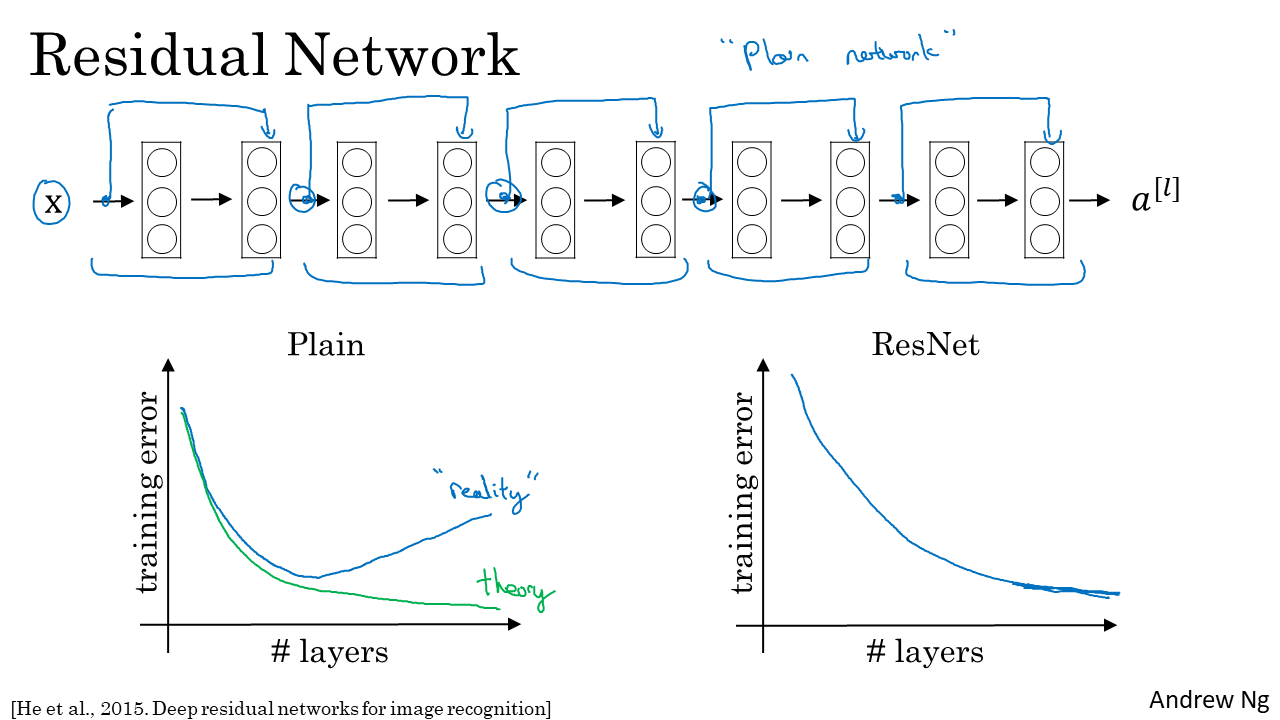 Residual Network
"Plain network"
x
a[l]
Plain
training error
# layers
"reality"
theory
ResNet
training error
# layers
[He et al., 2015. Deep residual networks for image recognition]
Andrew Ng